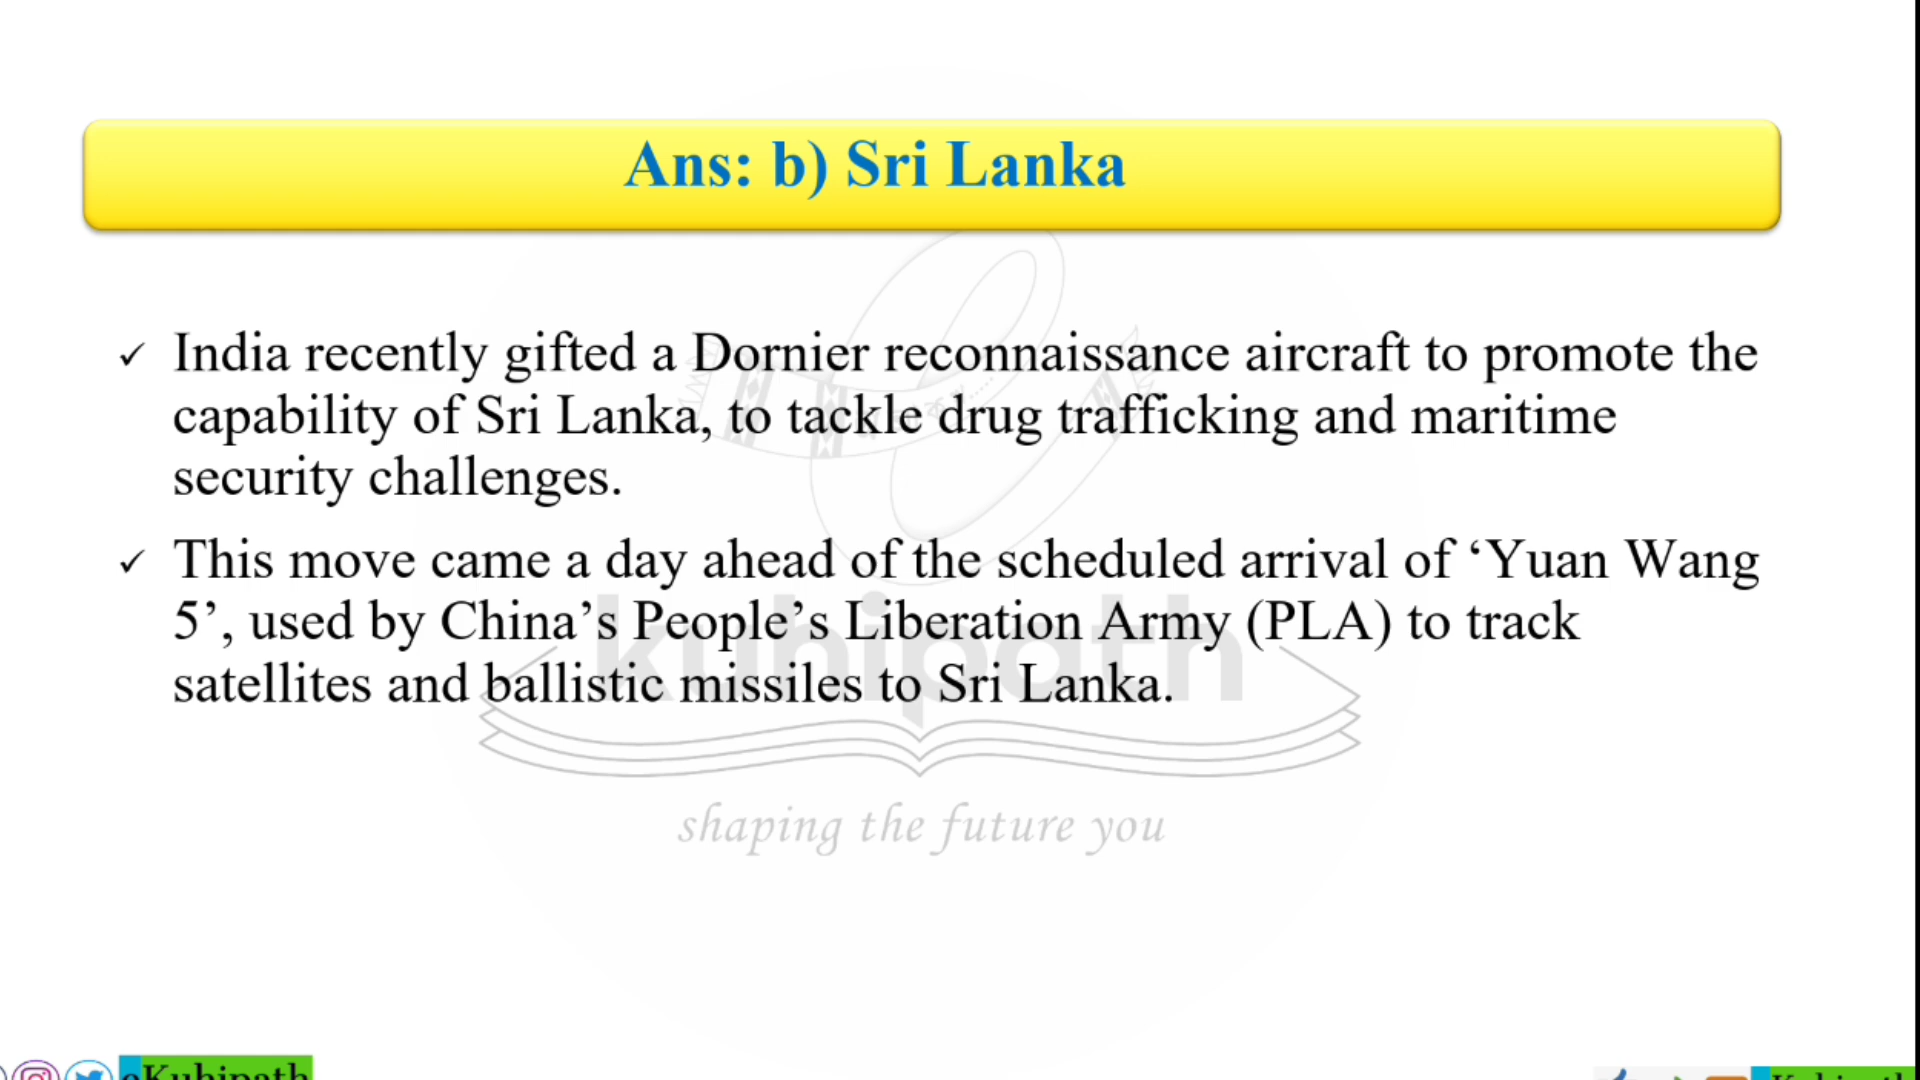 Ans: b) Sri Lanka
✓ India recently gifted a Dornier reconnaissance aircraft to promote the
capability of Sri Lanka, to tackle drug trafficking and maritime
security challenges.
✓ This move came a day ahead of the scheduled arrival of ‘Yuan Wang
5’, used by China’s People’s Liberation Army (PLA) to track
satellites and ballistic missiles to Sri Lanka.
kuhipath
shaping the future you
eKuhipath